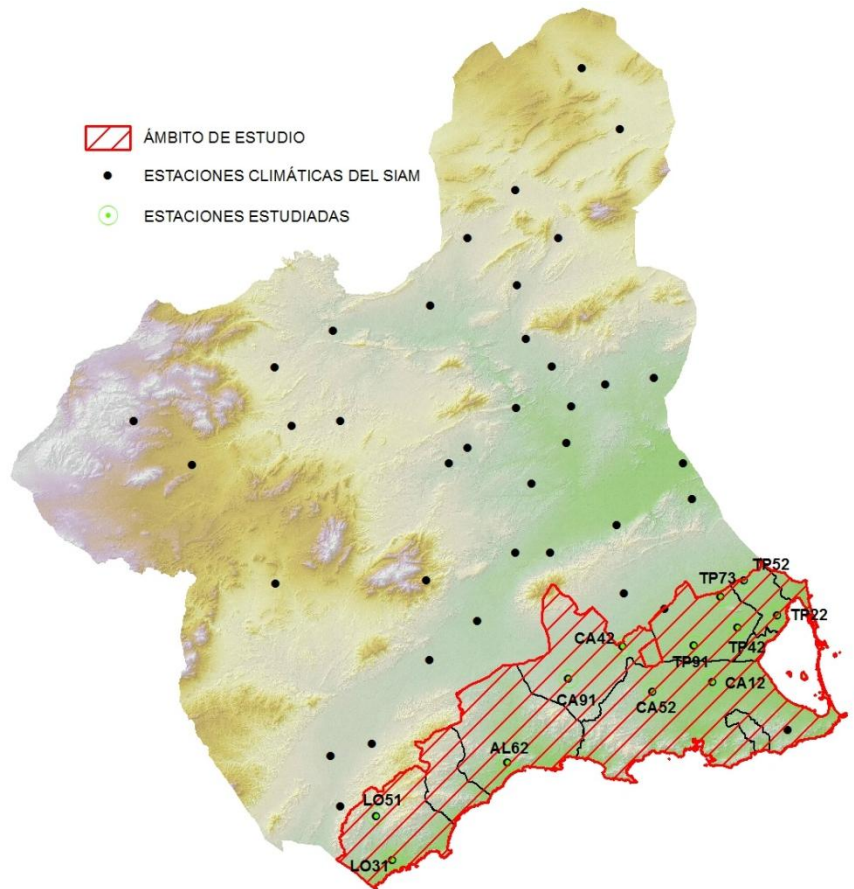 ÁMBITO DE ESTUDIO
ESTACIONES CLIMÁTICAS DEL SIAM
ESTACIONES ESTUDIADAS
TP52
TP73
TP22
CA42
TP42
TP91
CA12
CA91
CA52
AL62
LO51
LO31